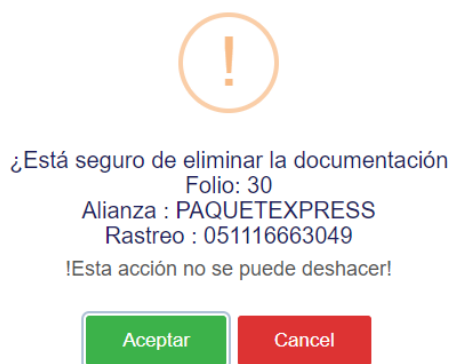 !
¿Está seguro de eliminar la documentación
Folio: 30
Alianza : PAQUETEXPRESS
Rastreo : 051116663049
!Esta acción no se puede deshacer!
Aceptar
Cancel